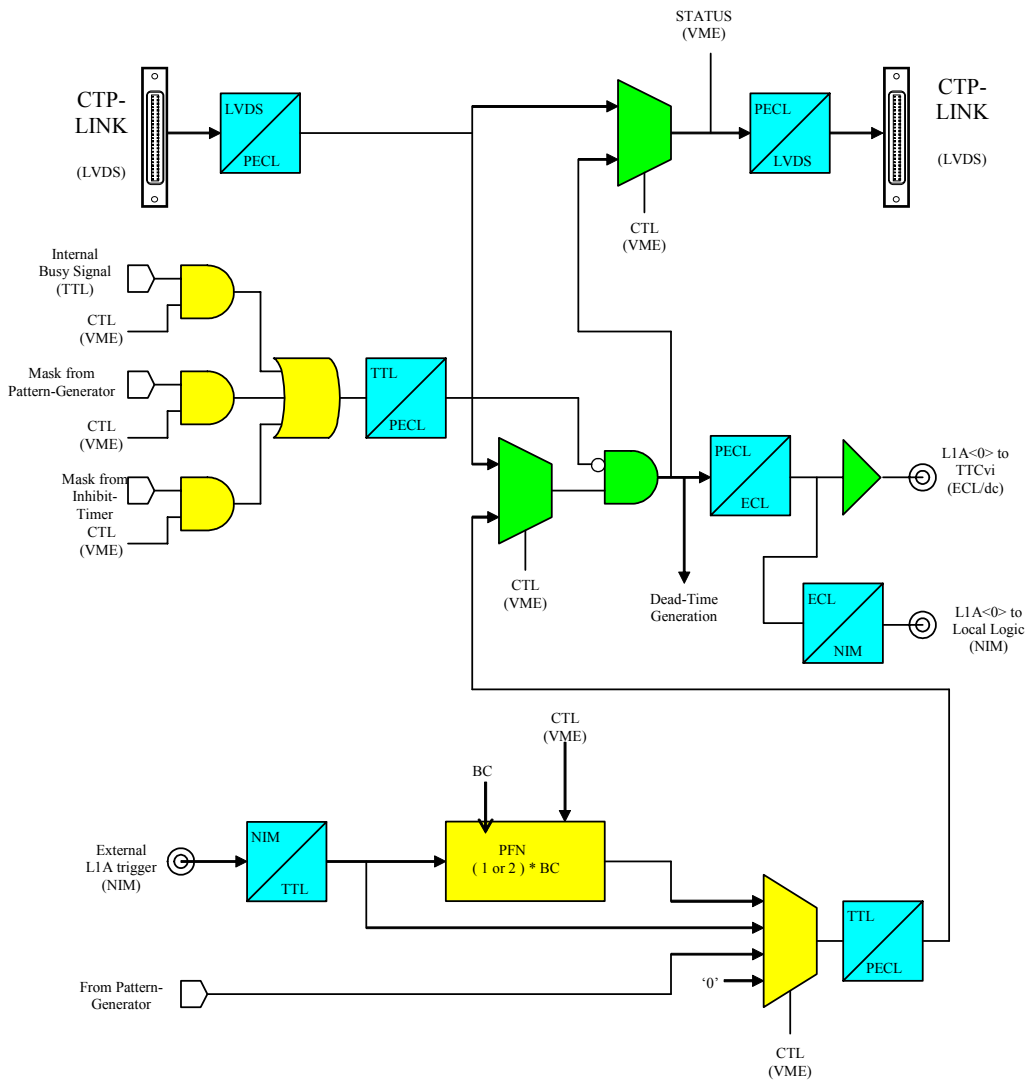 STATUS
(VME)
CTP-
LINK
(LVDS)
LVDS
PECL
PECL
LVDS
CTP-
LINK
(LVDS)
CTL
(VME)
Internal
Busy Signal
(TTL)
CTL
(VME)
Mask from
Pattern-Generator
CTL
(VME)
Mask from
Inhibit-
Timer
CTL
(VME)
TTL
PECL
CTL
(VME)
Dead-Time
Generation
PECL
ECL
L1A<0> to
TTCvi
(ECL/dc)
ECL
NIM
L1A<0> to
Local Logic
(NIM)
CTL
(VME)
BC
External
L1A trigger
(NIM)
NIM
TTL
PFN
( 1 or 2 ) * BC
From Pattern-
Generator
‘0’
TTL
PECL
CTL
(VME)